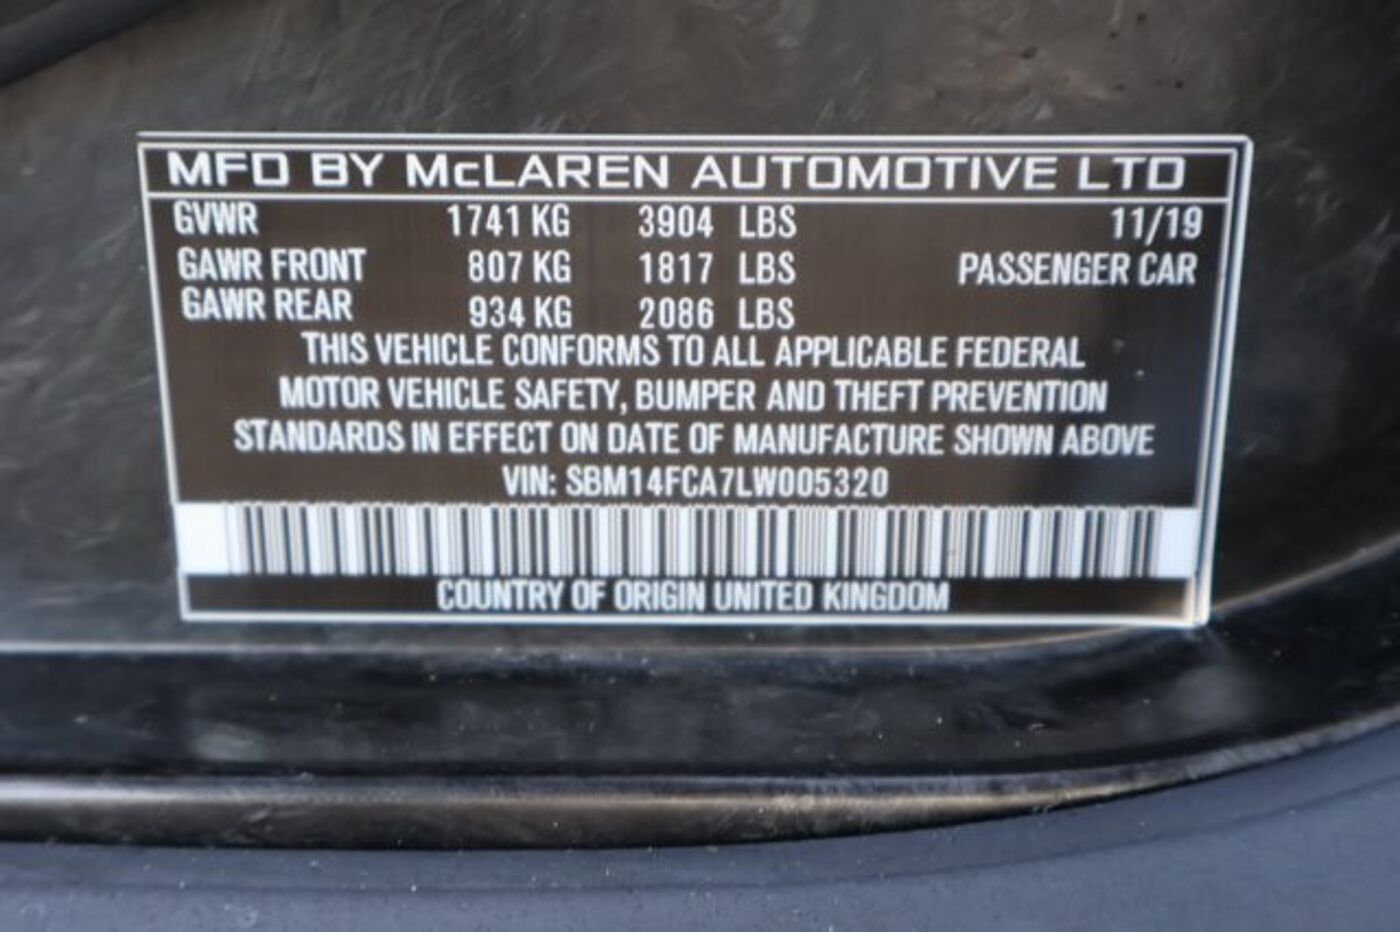 MFD BY McLAREN AUTOMOTIVE LTD
GVWR 1741 KG 3904 LBS 11/19
GAWR FRONT 807 KG 1817 LBS PASSENGER CAR
GAWR REAR 934 KG 2086 LBS
THIS VEHICLE CONFORMS TO ALL APPLICABLE FEDERAL
MOTOR VEHICLE SAFETY, BUMPER AND THEFT PREVENTION
STANDARDS IN EFFECT ON DATE OF MANUFACTURE SHOWN ABOVE
VIN: SBM14FCA7LW005320
COUNTRY OF ORIGIN UNITED KINGDOM